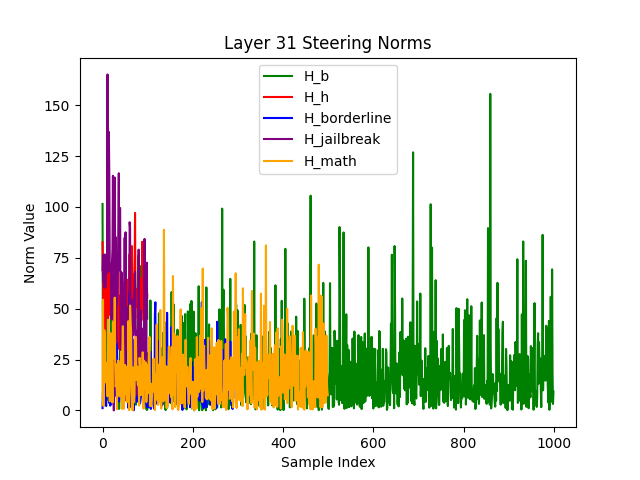 Layer 31 Steering Norms
H_b
H_h
H_borderline
H_jailbreak
H_math
Norm Value
150
125
100
75
50
25
0
0 200 400 600 800 1000
Sample Index